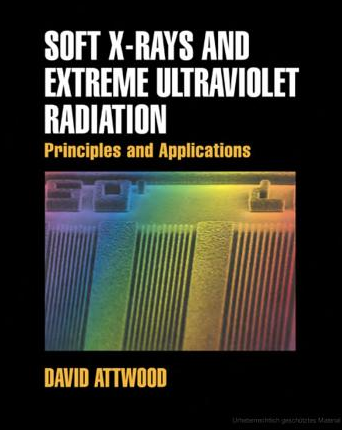 SOFT X-RAYS AND
EXTREME ULTRAVIOLET
RADIATION
Principles and Applications
DAVID ATTWOOD
Urheberrechtlich geschütztes Material